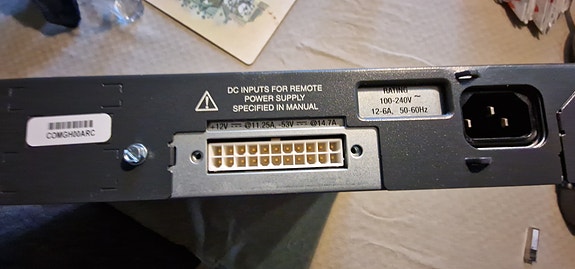 DC INPUTS FOR REMOTE
POWER SUPPLY
SPECIFIED IN MANUAL
+12V ⎓ @11.25A, -53V ⎓ @14.7A
RATING
100-240V ~
12-6A, 50-60Hz
COMGH00ARC